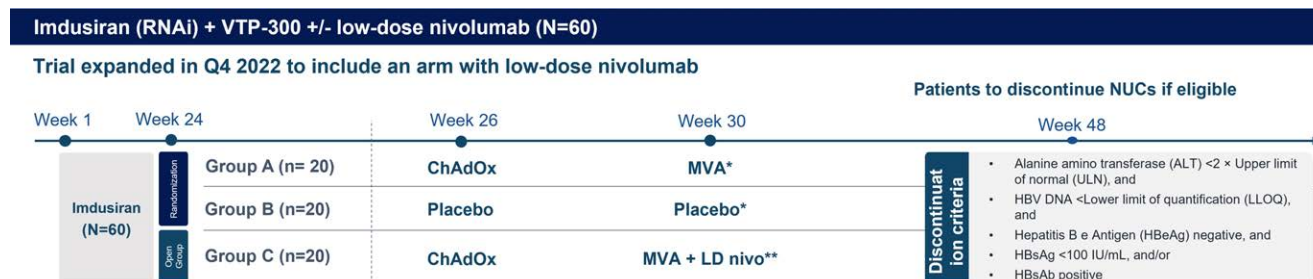 Imdusiran (RNAi) + VTP-300 +/- low-dose nivolumab (N=60)
Trial expanded in Q4 2022 to include an arm with low-dose nivolumab
Patients to discontinue NUCs if eligible
Week 1
Week 24
Week 26
Week 30
Week 48
Imdusiran
(N=60)
Randomization
Open
Group
Group A (n= 20)
ChAdOx
MVA*
Group B (n=20)
Placebo
Placebo*
Group C (n=20)
ChAdOx
MVA + LD nivo**
Discontinuat
ion criteria
• Alanine amino transferase (ALT) <2 × Upper limit
of normal (ULN), and
• HBV DNA <Lower limit of quantification (LLOQ),
and
• Hepatitis B e Antigen (HBeAg) negative, and
• HBsAg <100 IU/mL, and/or
• HBsAb positive